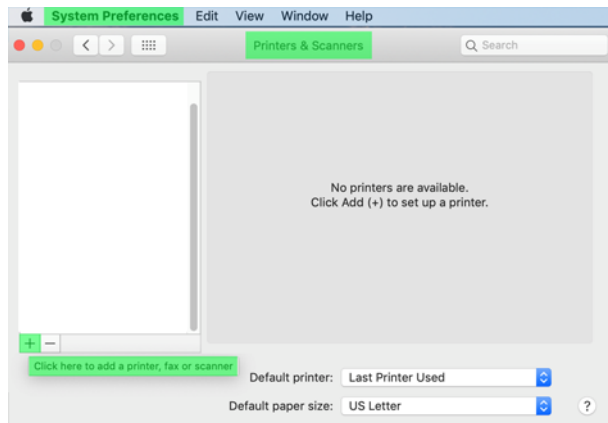 System Preferences Edit View Window Help
Printers & Scanners
Search
No printers are available.
Click Add (+) to set up a printer.
+ −
Click here to add a printer, fax or scanner
Default printer: Last Printer Used
Default paper size: US Letter ?